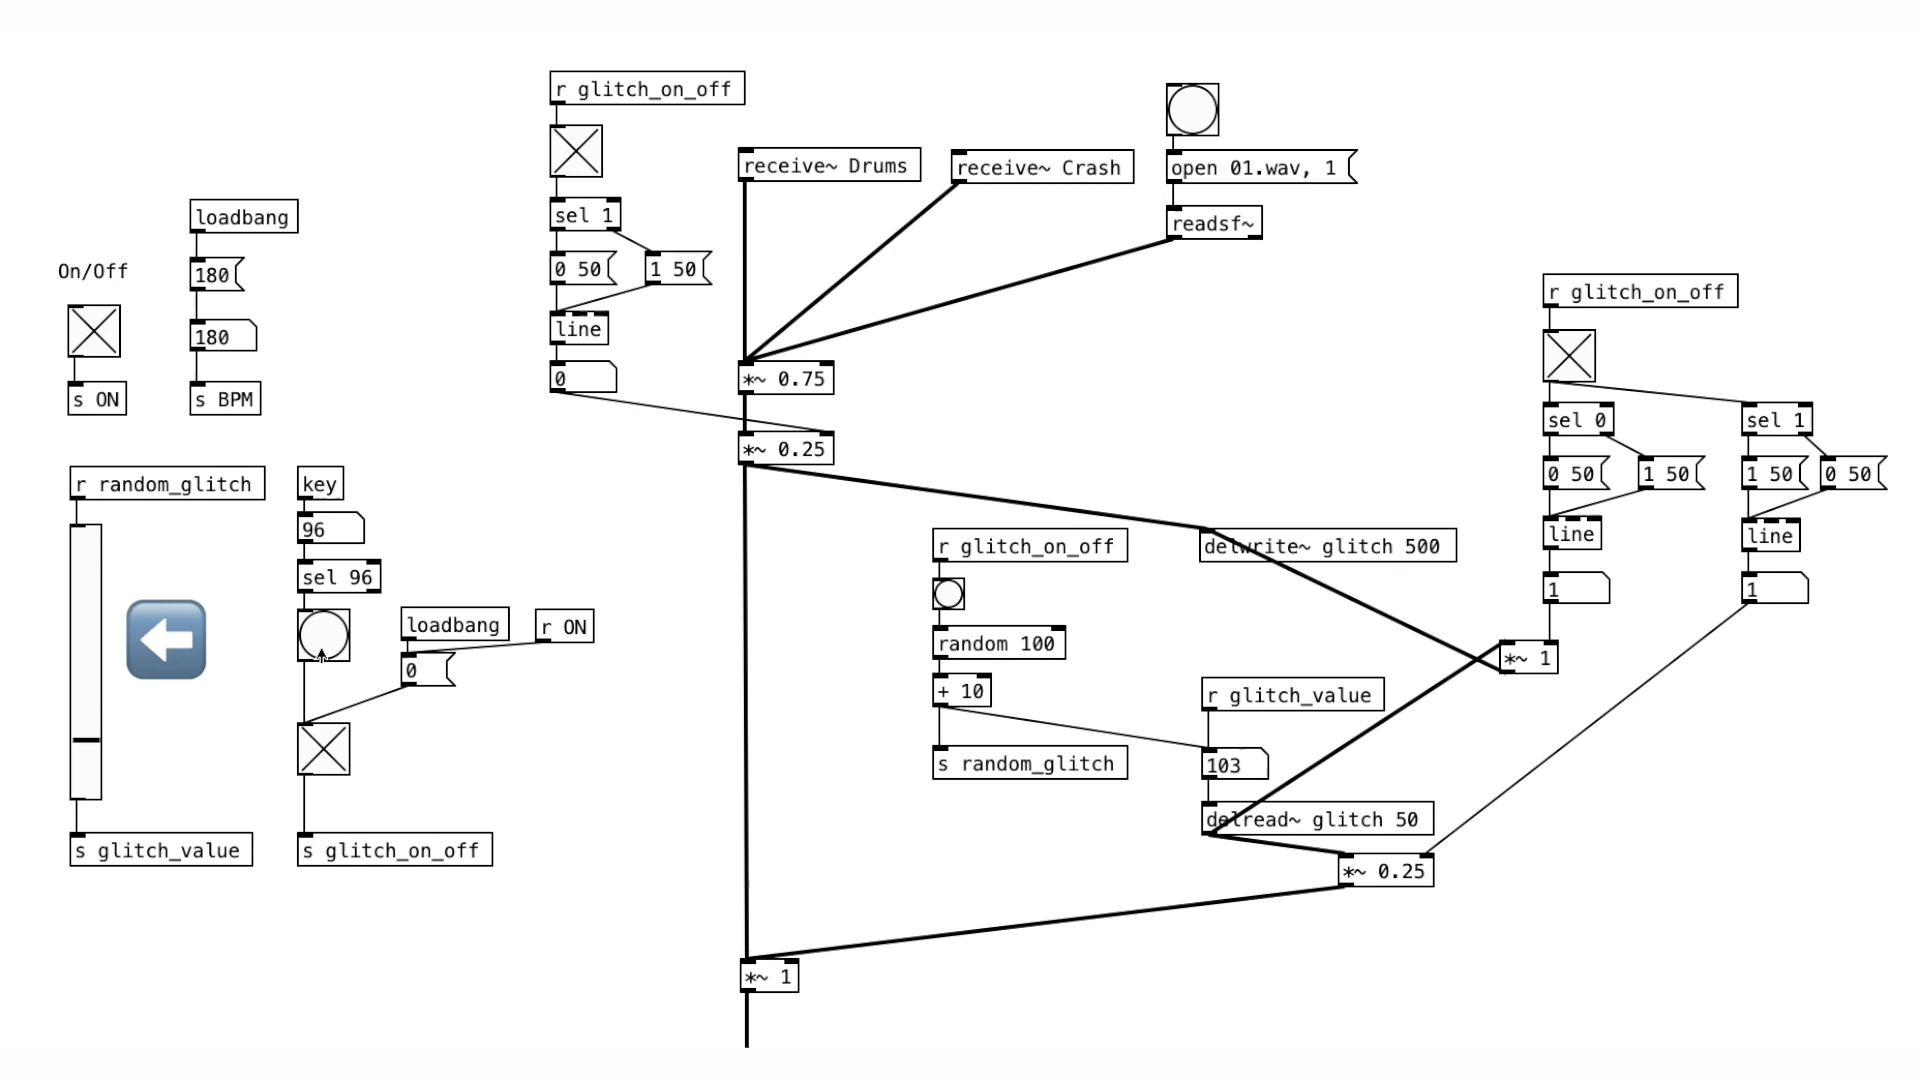 r glitch_on_off
receive~ Drums
receive~ Crash
open 01.wav, 1
readsf~
loadbang
180
180
s BPM
On/Off
s ON
sel 1
0 50
1 50
line
0
*~ 0.75
*~ 0.25
r glitch_on_off
sel 0
sel 1
0 50
1 50
1 50
0 50
line
line
1
1
*~ 1
r random_glitch
s glitch_value
key
96
sel 96
loadbang
r ON
0
s glitch_on_off
r glitch_on_off
random 100
+ 10
s random_glitch
delwrite~ glitch 500
r glitch_value
103
delread~ glitch 50
*~ 0.25
*~ 1